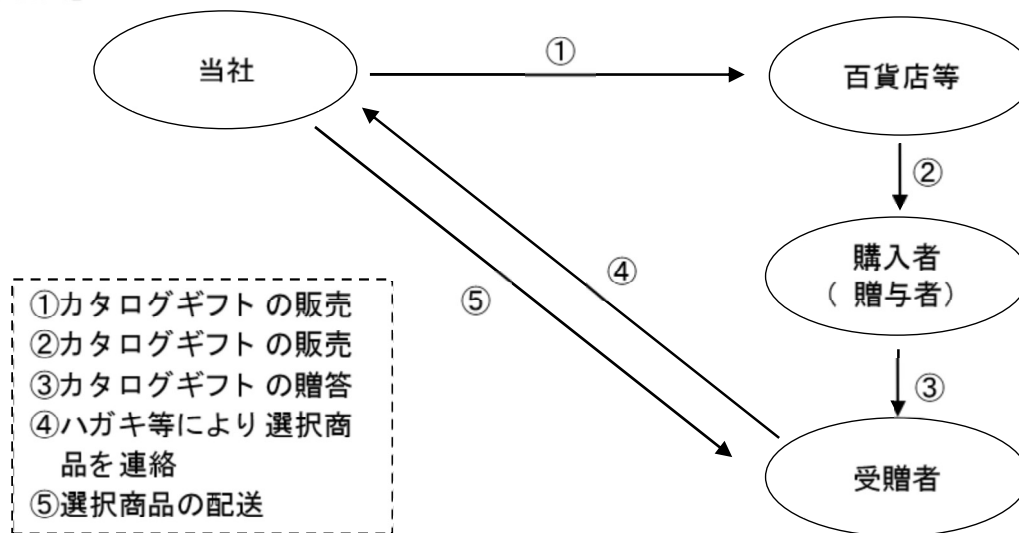 当社
①
百貨店等
②
購入者
(贈与者)
④
⑤
③
受贈者
①カタログギフトの販売
②カタログギフトの販売
③カタログギフトの贈答
④ハガキ等により選択商
品を連絡
⑤選択商品の配送